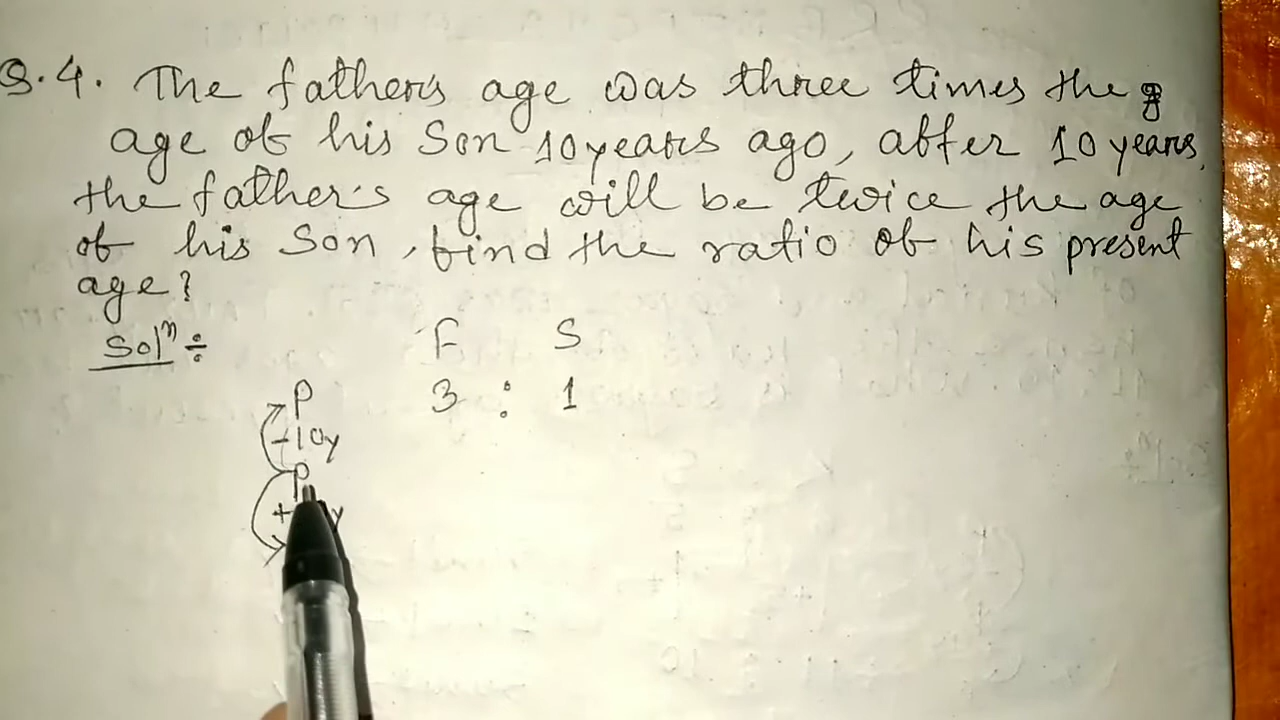 Q.4. The father's age was three times the
age of his Son 10 years ago, after 10 years,
the father's age will be twice the age
of his Son, find the ratio of his present
age?
Solⁿ ÷
F S
P 3 : 1
-10y
P
+
y